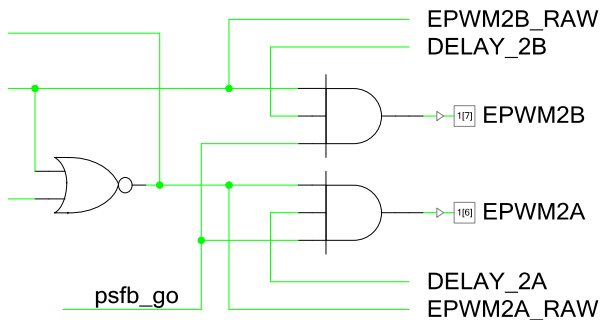 EPWM2B_RAW
DELAY_2B
1[7] EPWM2B
1[6] EPWM2A
DELAY_2A
psfb_go
EPWM2A_RAW